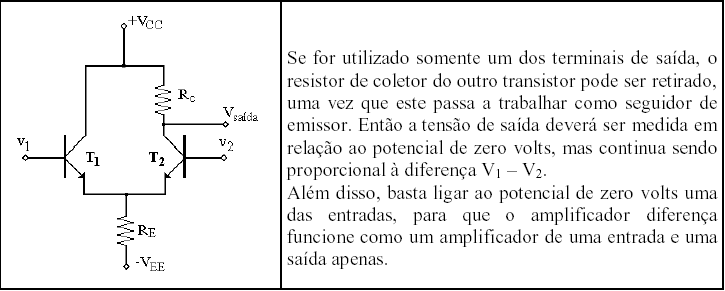 +VCC
Rc
Vsaída
v1
T1
T2
v2
RE
-VEE
Se for utilizado somente um dos terminais de saída, o
resistor de coletor do outro transistor pode ser retirado,
uma vez que este passa a trabalhar como seguidor de
emissor. Então a tensão de saída deverá ser medida em
relação ao potencial de zero volts, mas continua sendo
proporcional à diferença V1 – V2.
Além disso, basta ligar ao potencial de zero volts uma
das entradas, para que o amplificador diferença
funcione como um amplificador de uma entrada e uma
saída apenas.